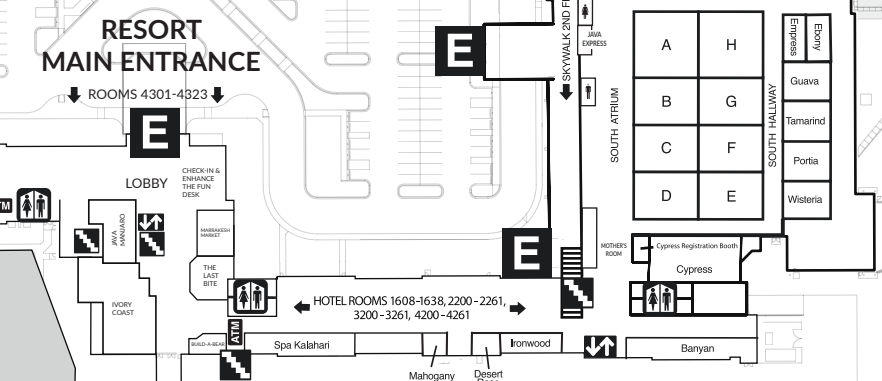 RESORT
MAIN ENTRANCE
ROOMS 4301-4323
E
LOBBY
CHECK-IN &
ENHANCE
THE FUN
DESK
JAVA
MANJARO
MARRAKESH
MARKET
THE
LAST
BITE
IVORY
COAST
BUILD-A-BEAR
ATM
HOTEL ROOMS 1608-1638, 2200-2261,
3200-3261, 4200-4261
Spa Kalahari
Mahogany
Desert
Ironwood
Banyan
E
E
SKYWALK 2ND
JAVA
EXPRESS
SOUTH ATRIUM
A
H
B
G
C
F
D
E
SOUTH HALLWAY
Empress
Ebony
Guava
Tamarind
Portia
Wisteria
MOTHER'S
ROOM
Cypress Registration Booth
Cypress